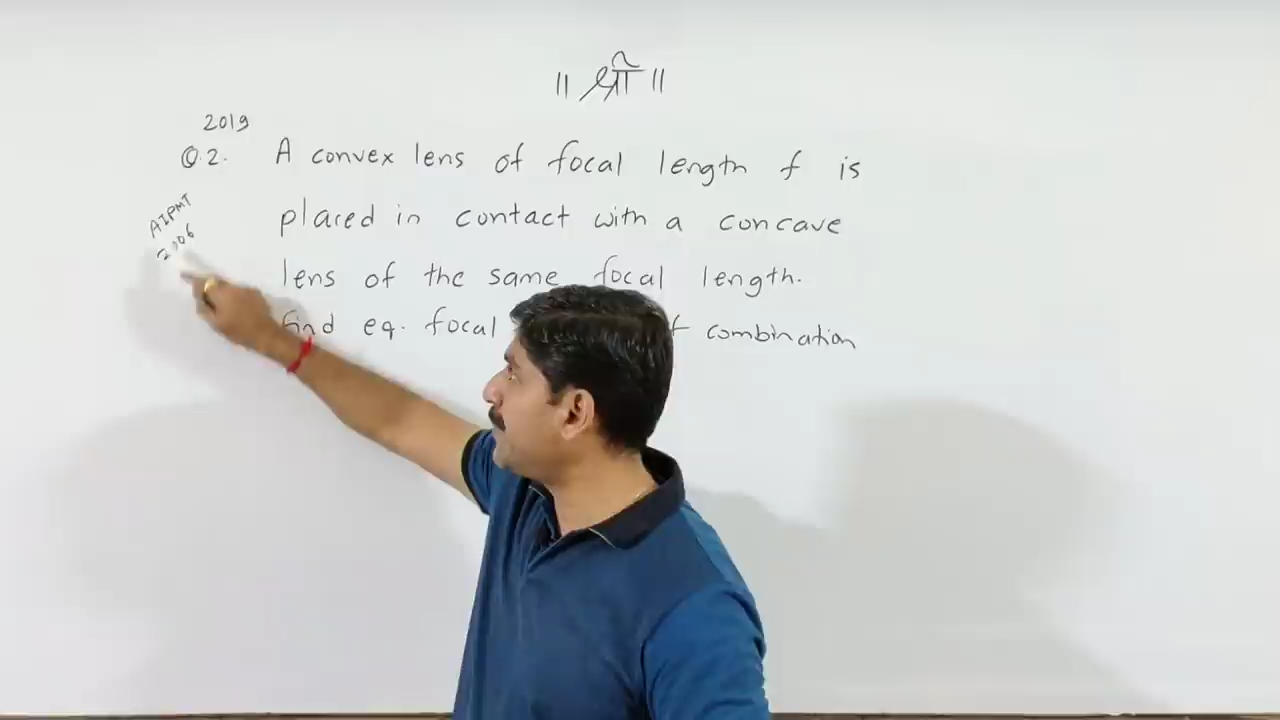 ॥ श्री ॥
2019
Q.2. A convex lens of focal length f is
AIPMT
2006
placed in contact with a concave
lens of the same focal length.
find eq. focal combination